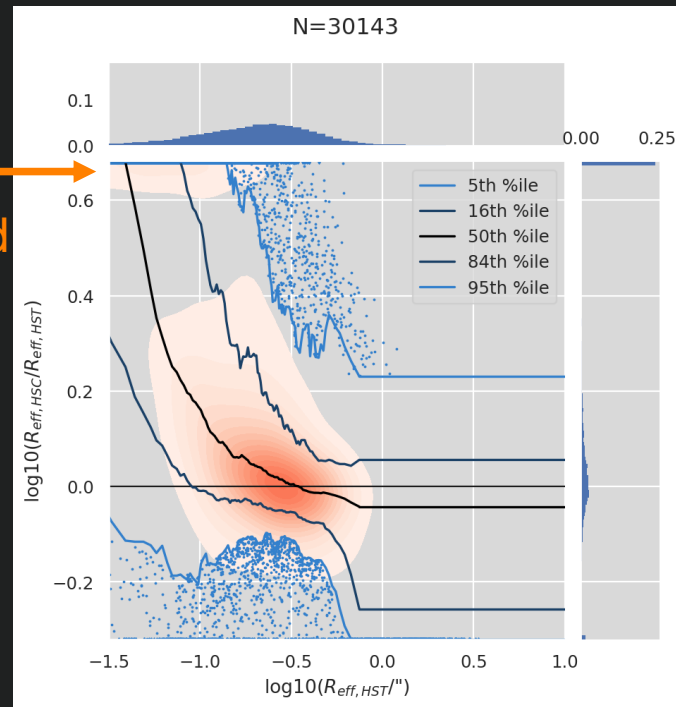 N=30143
0.1
0.0
0.00 0.25
0.6
0.4
0.2
0.0
−0.2
5th %ile
16th %ile
50th %ile
84th %ile
95th %ile
log10(R_eff,HSC/R_eff,HST)
−1.5 −1.0 −0.5 0.0 0.5 1.0
log10(R_eff,HST/")